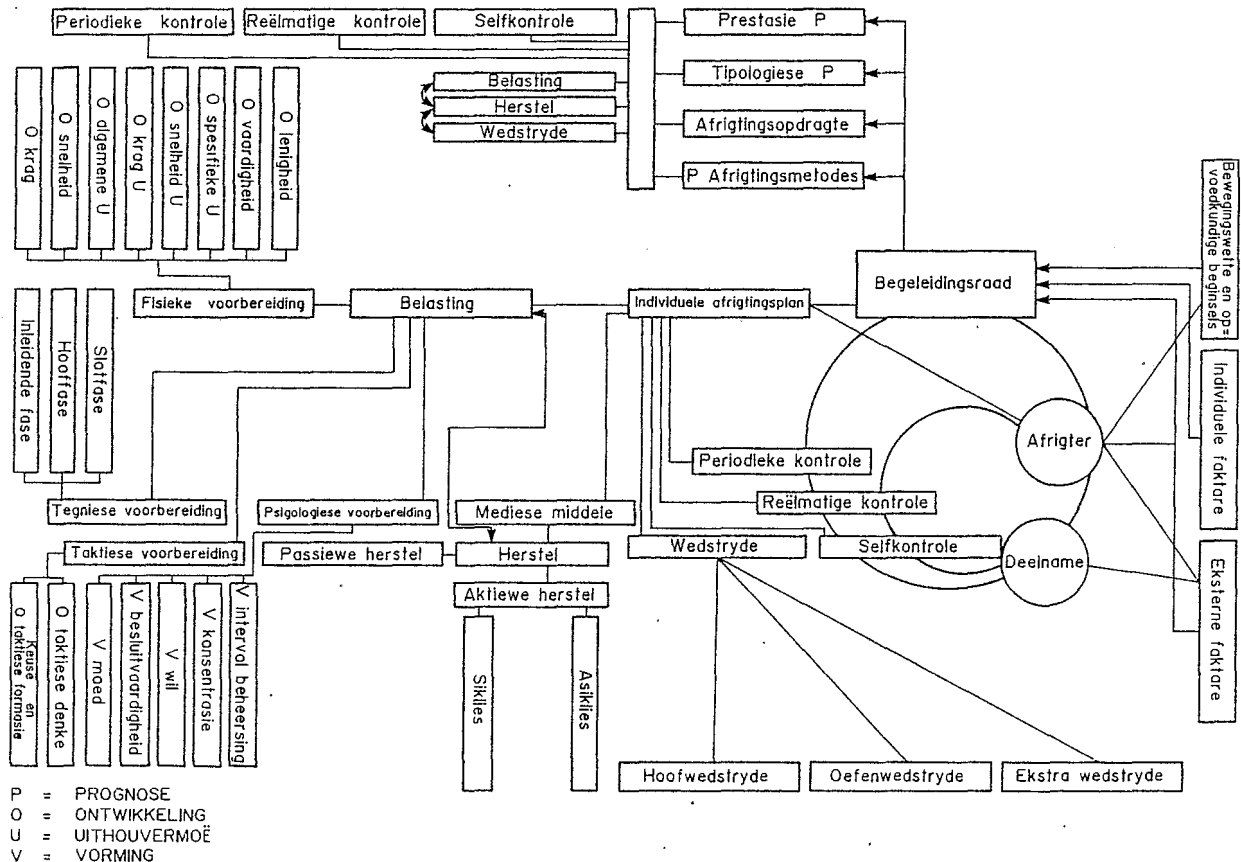 Periodieke kontrole
Reëlmatige kontrole
Selfkontrole
Prestasie P
Tipologiese P
Afrigtingsopdragte
P Afrigtingsmetodes
Belasting
Herstel
Wedstryde
O krag
O snelheid
O algemene U
O krag U
O snelheid U
O spesifieke U
O vaardigheid
O lenigheid
Bewegingswette en op=
voedkundige beginsels
Begeleidingsraad
Fisieke voorbereiding
Belasting
Individuele afrigtingsplan
Inleidende fase
Hooffase
Slotfase
Individuele faktore
Afrigter
Periodieke kontrole
Reëlmatige kontrole
Tegniese voorbereiding
Psigologiese voorbereiding
Mediese middele
Taktiese voorbereiding
Passiewe herstel
Herstel
Wedstryde
Selfkontrole
Deelname
Eksterne faktore
Aktiewe herstel
Keuse en
O taktiese formasie
O taktiese denke
V moed
V besluitvaardigheid
V wil
V konsentrasie
V interval beheersing
Siklies
Asiklies
Hoofwedstryde
Oefenwedstryde
Ekstra wedstryde
P = PROGNOSE
O = ONTWIKKELING
U = UITHOUVERMOË
V = VORMING